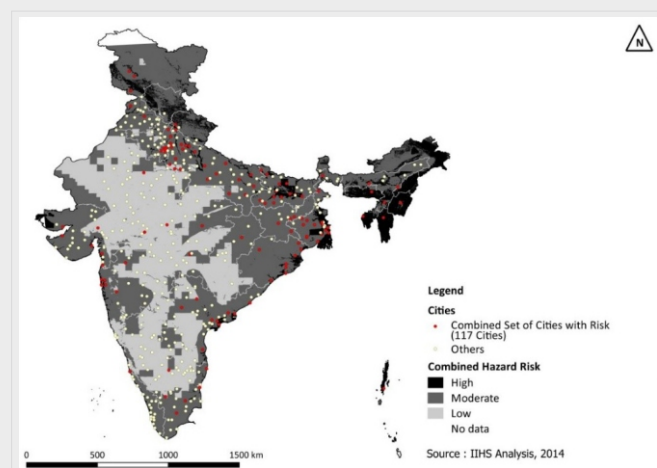 N
Legend
Cities
Combined Set of Cities with Risk
(117 Cities)
Others
Combined Hazard Risk
High
Moderate
Low
No data
0 500 1000 1500 km
Source : IIHS Analysis, 2014